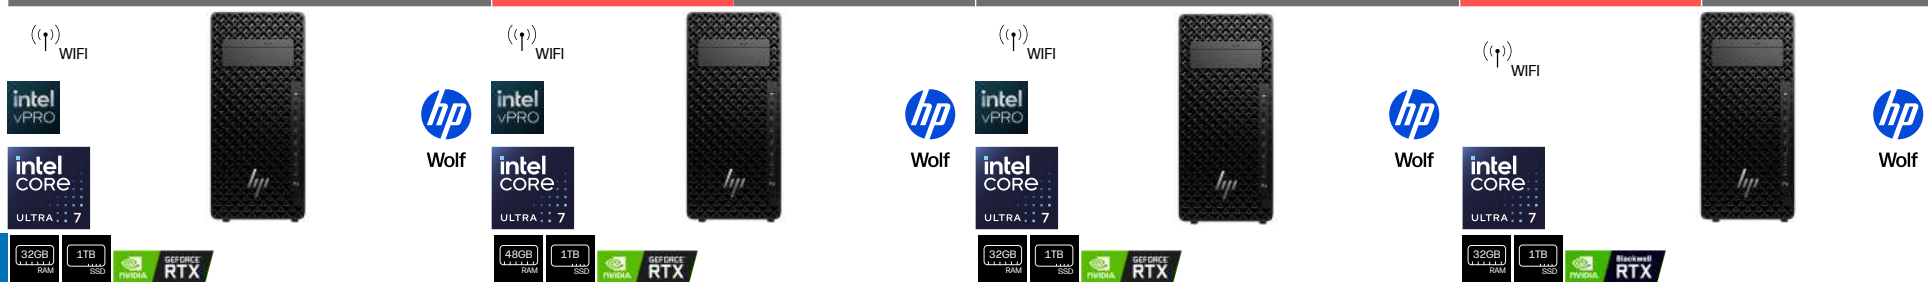 WIFI
intel
vPRO
hp
Wolf
intel
CORE
ULTRA 7
32GB
RAM
1TB
SSD
NVIDIA
GEFORCE
RTX
WIFI
intel
vPRO
hp
Wolf
intel
CORE
ULTRA 7
48GB
RAM
1TB
SSD
NVIDIA
GEFORCE
RTX
WIFI
intel
vPRO
hp
Wolf
intel
CORE
ULTRA 7
32GB
RAM
1TB
SSD
NVIDIA
GEFORCE
RTX
WIFI
hp
Wolf
intel
CORE
ULTRA 7
32GB
RAM
1TB
SSD
NVIDIA
Blackwell
RTX